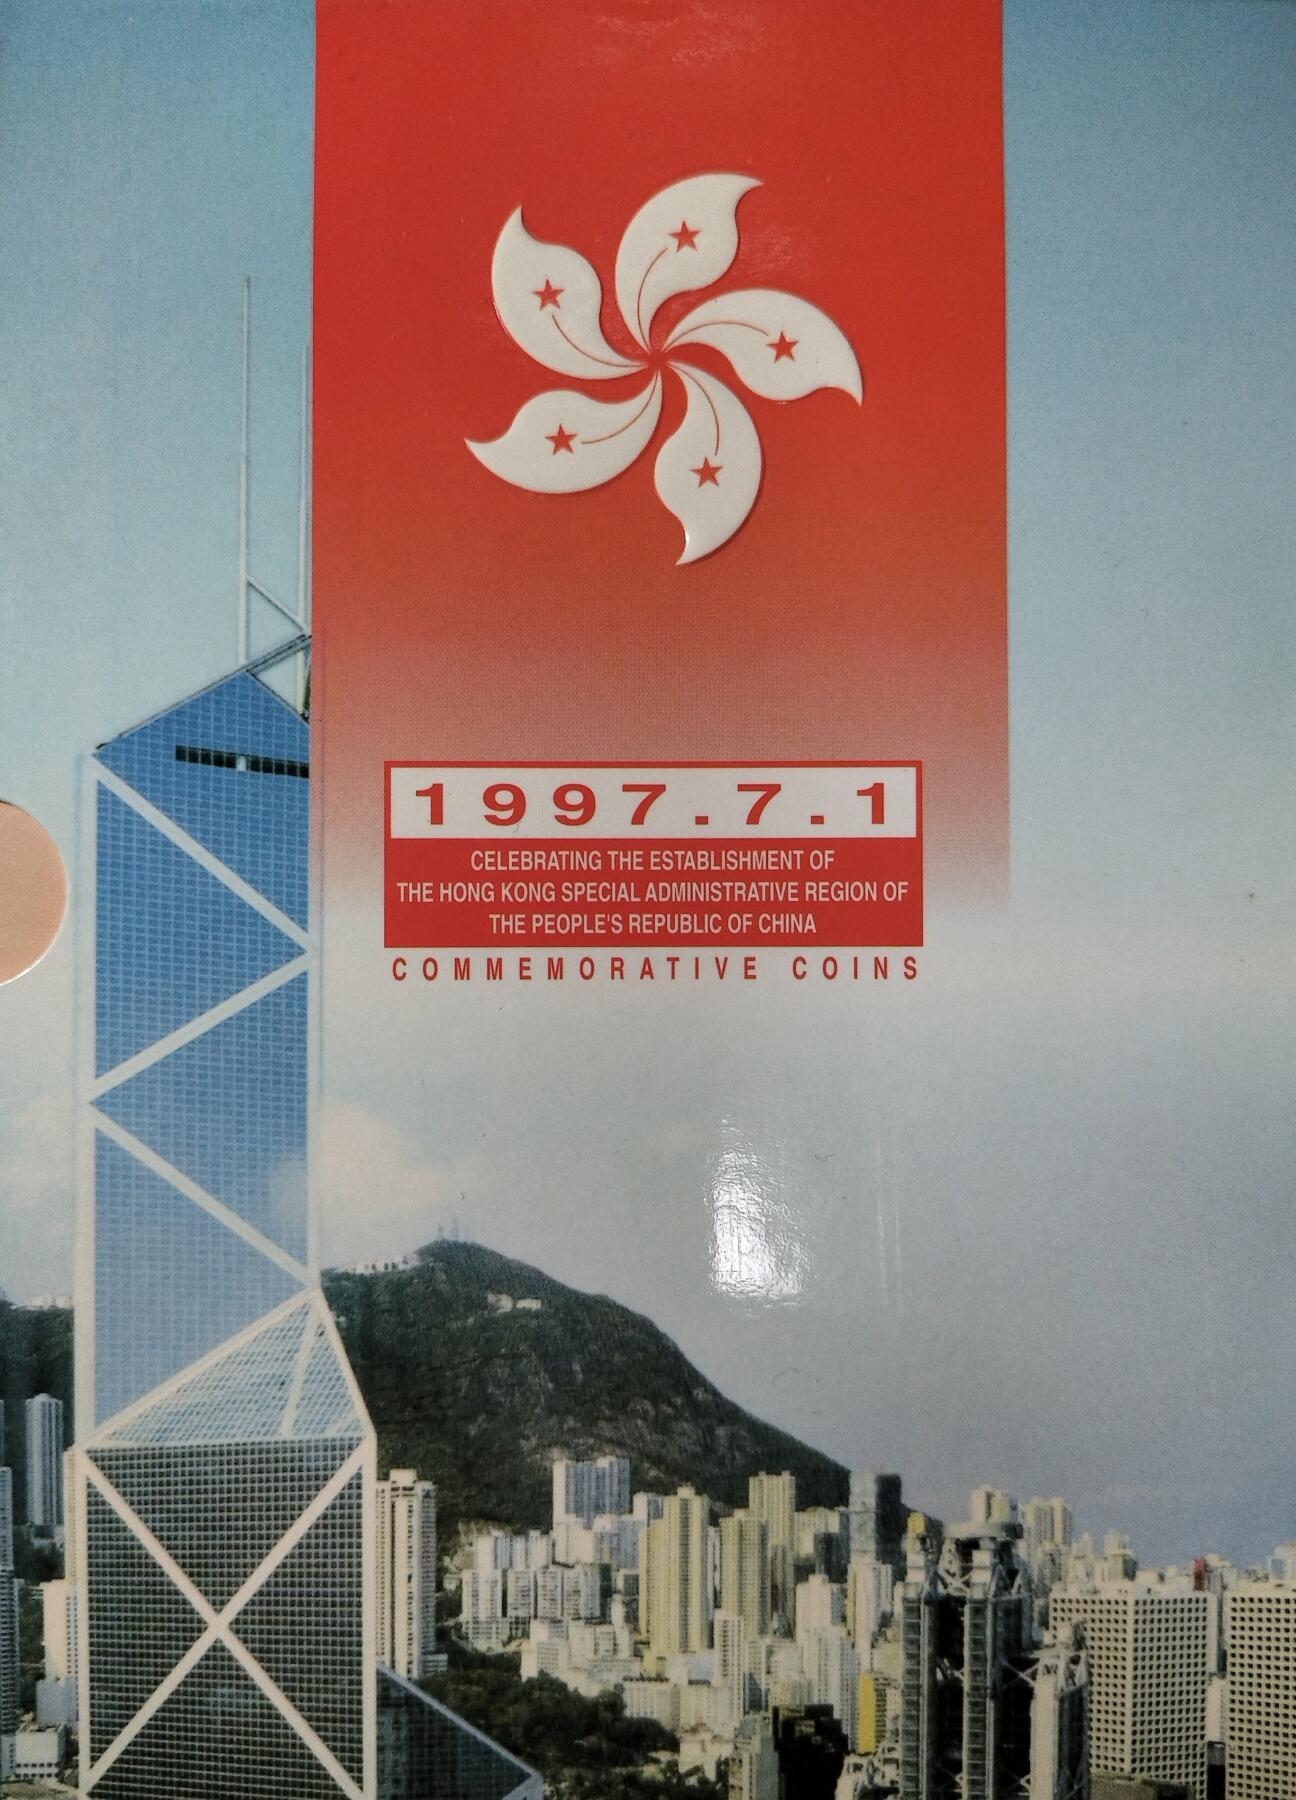 1997.7.1
CELEBRATING THE ESTABLISHMENT OF
THE HONG KONG SPECIAL ADMINISTRATIVE REGION OF
THE PEOPLE'S REPUBLIC OF CHINA
COMMEMORATIVE COINS